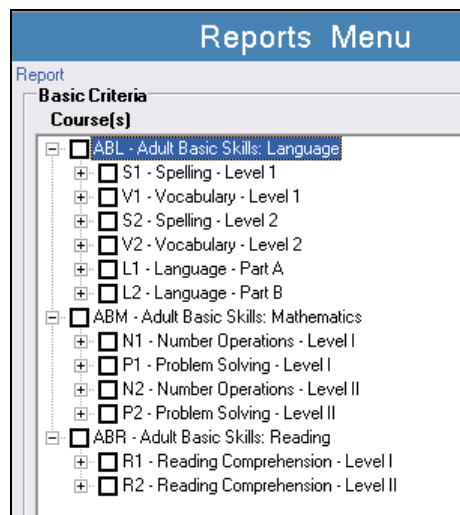 Reports Menu
Report
Basic Criteria
Course(s)
ABL - Adult Basic Skills: Language
S1 - Spelling - Level 1
V1 - Vocabulary - Level 1
S2 - Spelling - Level 2
V2 - Vocabulary - Level 2
L1 - Language - Part A
L2 - Language - Part B
ABM - Adult Basic Skills: Mathematics
N1 - Number Operations - Level I
P1 - Problem Solving - Level I
N2 - Number Operations - Level II
P2 - Problem Solving - Level II
ABR - Adult Basic Skills: Reading
R1 - Reading Comprehension - Level I
R2 - Reading Comprehension - Level II